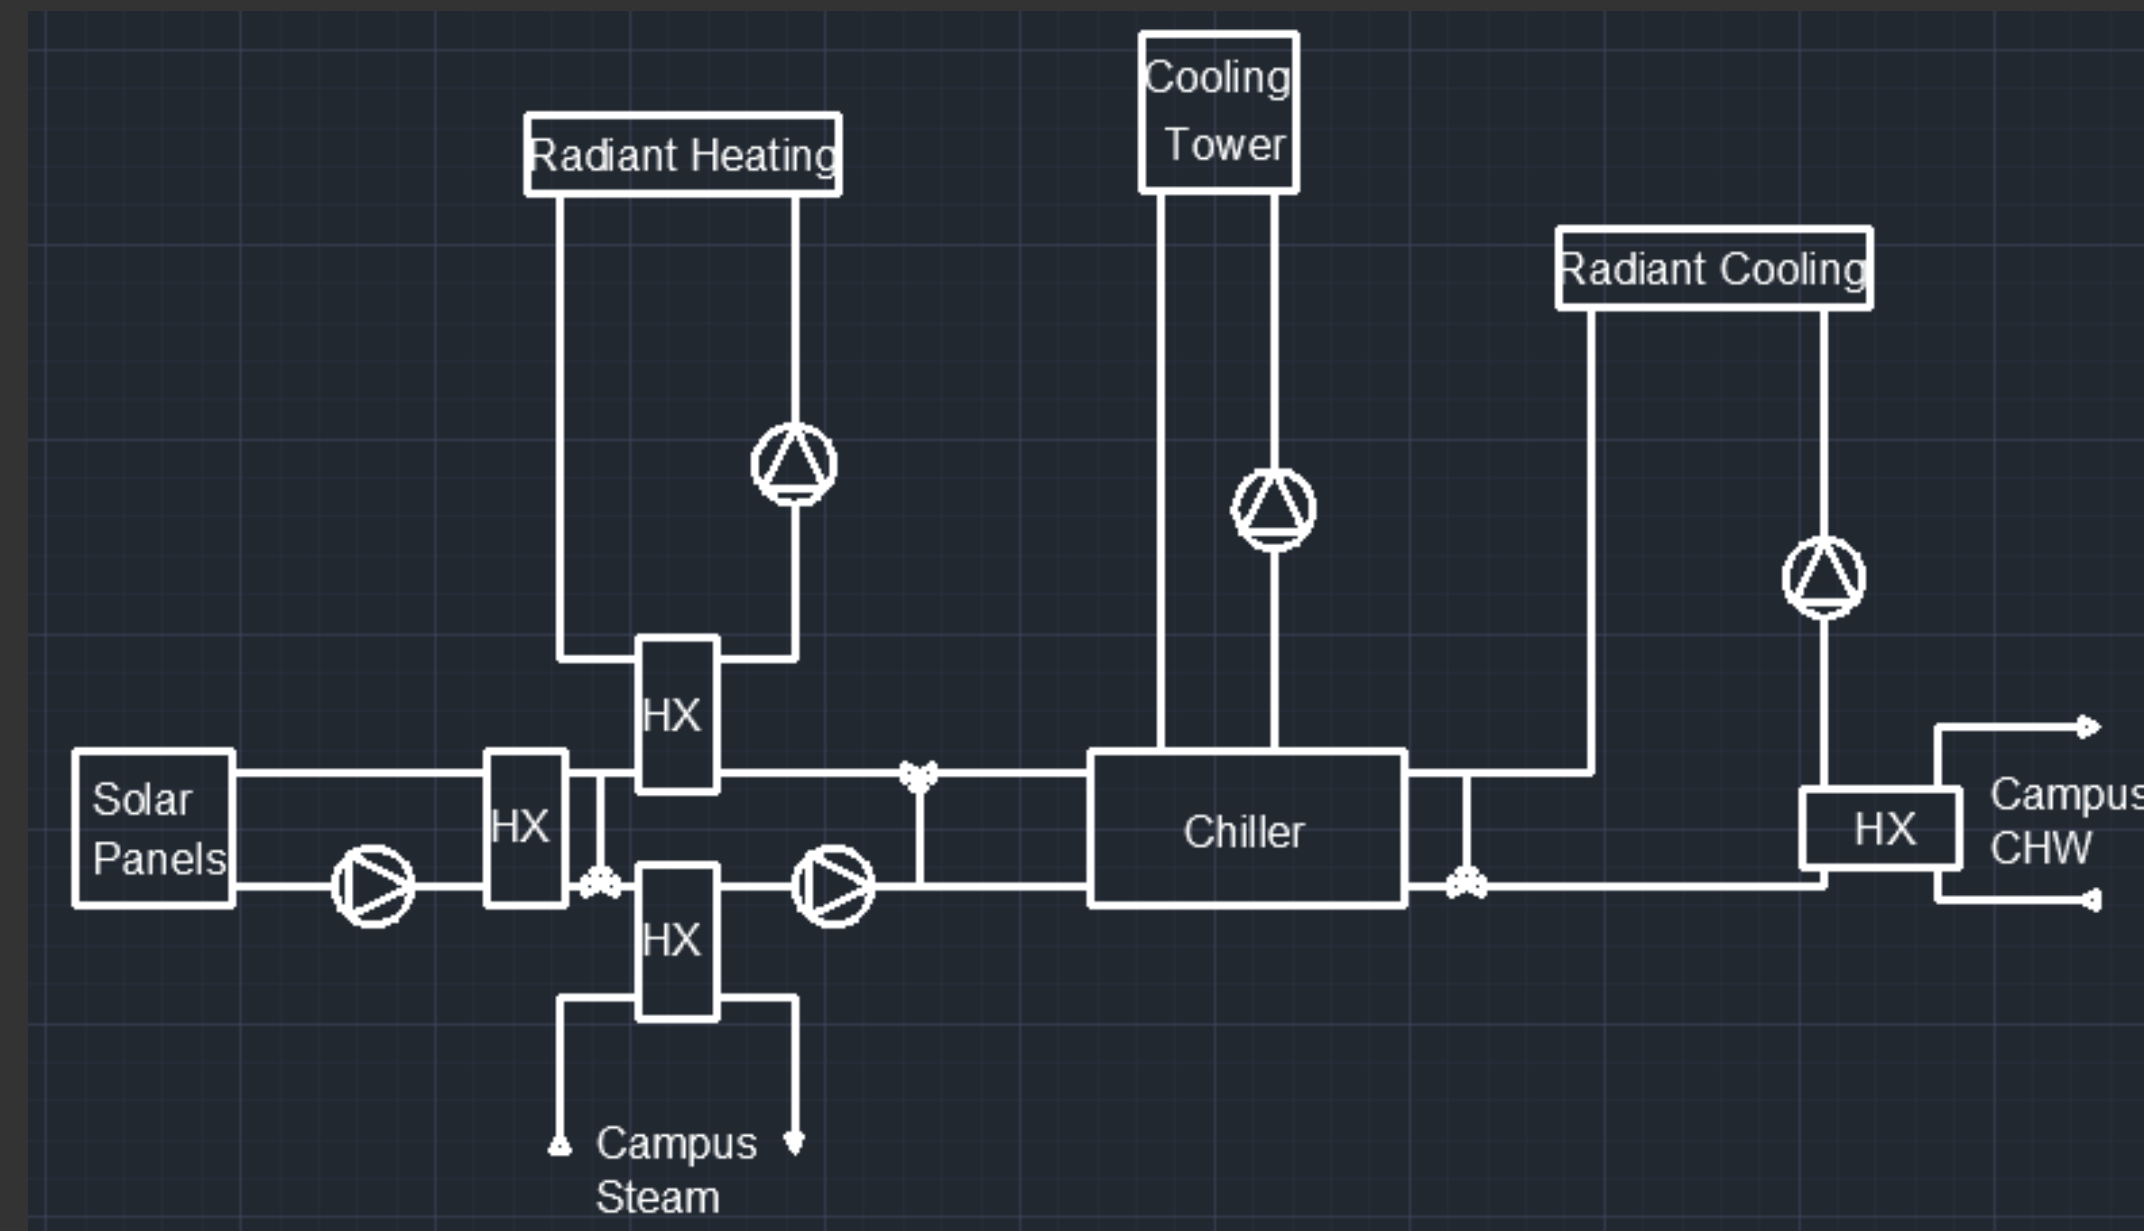 Cooling
Tower
Radiant Heating
Radiant Cooling
HX
Solar
Panels
HX
Chiller
HX
Campus
CHW
HX
Campus
Steam